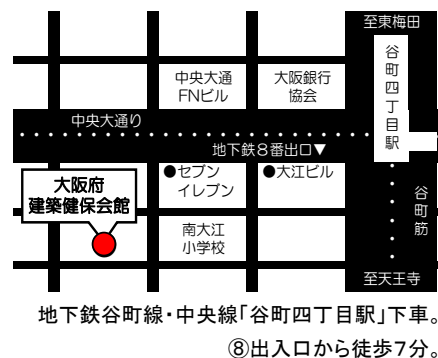 至東梅田
谷町四丁目駅
中央大通
FNビル
大阪銀行
協会
中央大通り
地下鉄8番出口▼
●セブン
イレブン
●大江ビル
谷町筋
大阪府
建築健保会館
南大江
小学校
至天王寺
地下鉄谷町線・中央線「谷町四丁目駅」下車。
⑧出入口から徒歩7分。